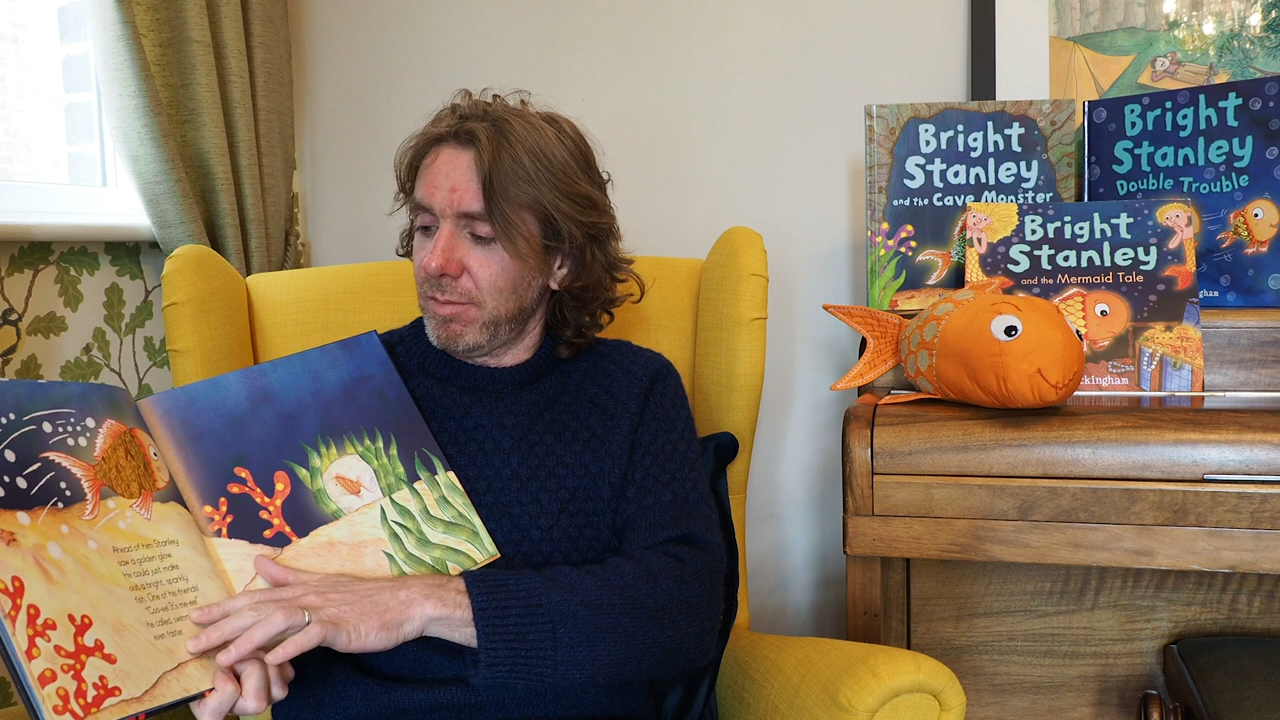 Bright
Stanley
and the Cave Monster
Bright
Stanley
Double Trouble
ngham
Bright
Stanley
and the Mermaid Tale
ckingham
Ahead of him Stanley
saw a golden glow.
He could just make
out a bright, sparkly
fish. One of his friends!
"Coo-ee! It's me-ee!"
he called, swimm
even faster.